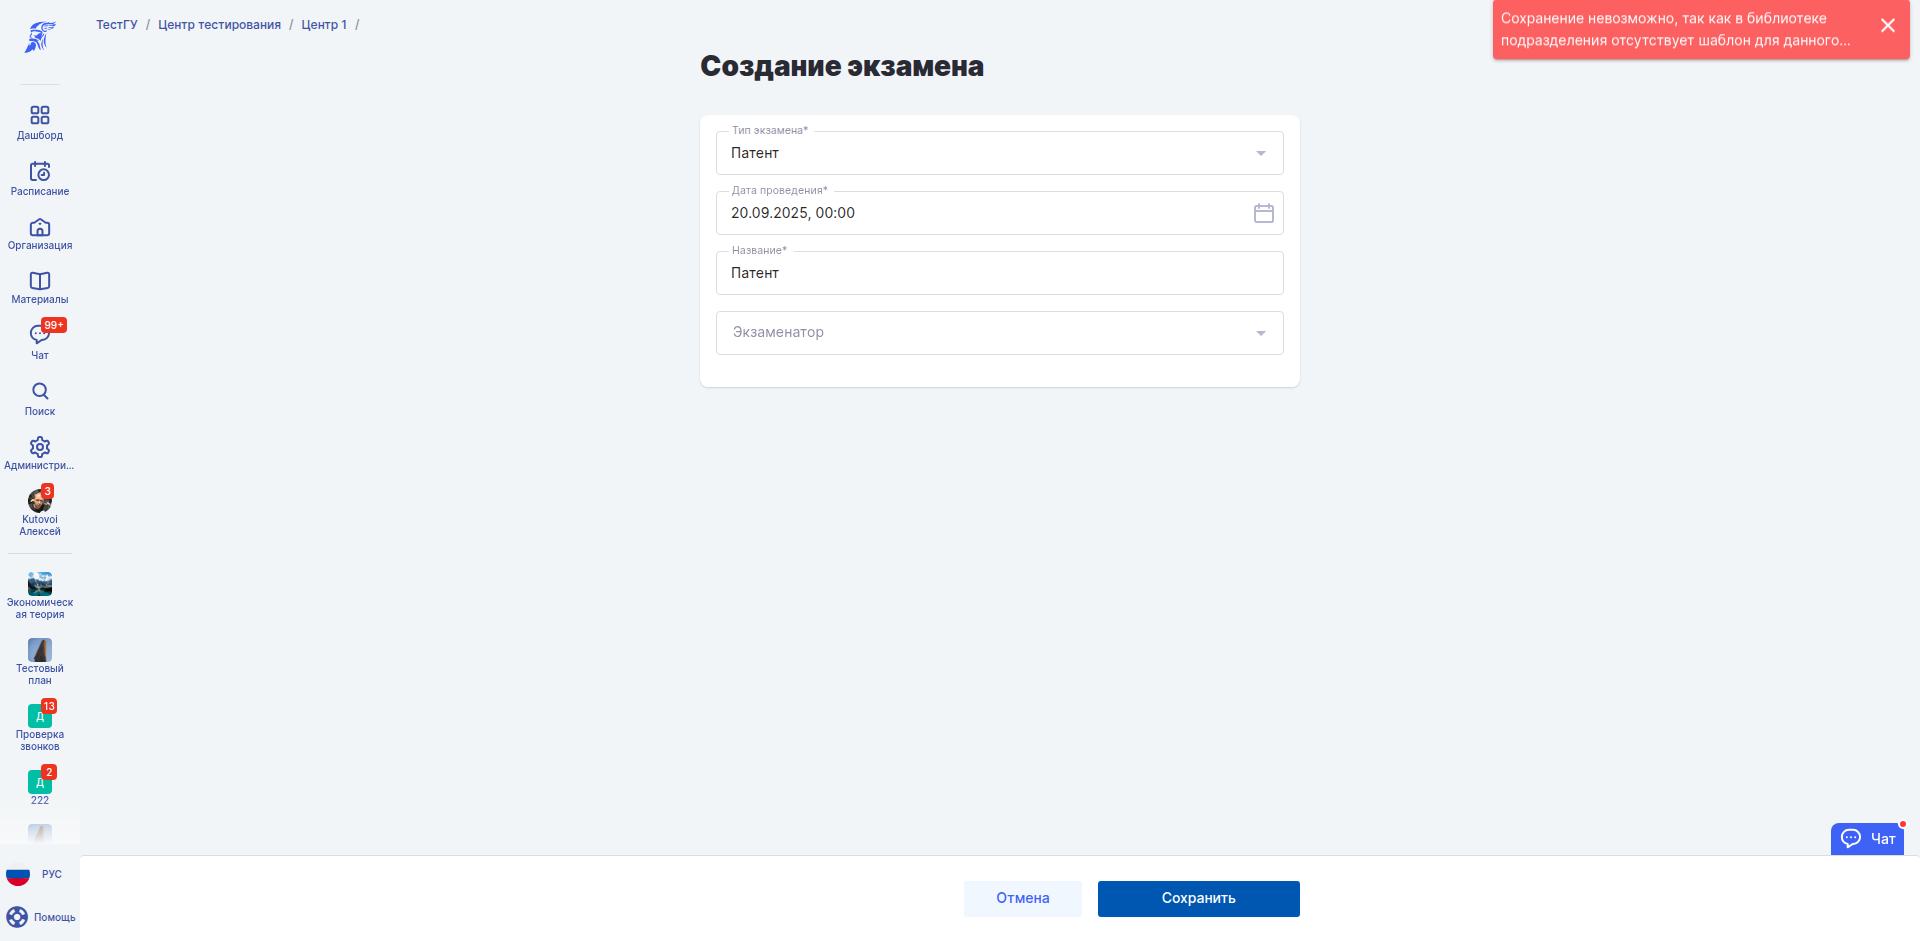 ТестГУ / Центр тестирования / Центр 1 /
Сохранение невозможно, так как в библиотеке
подразделения отсутствует шаблон для данного...
Создание экзамена
Тип экзамена*
Патент
Дата проведения*
20.09.2025, 00:00
Название*
Патент
Экзаменатор
Дашборд
Расписание
Организация
Материалы
99+
Чат
Поиск
Администри...
3
Kutovoi
Алексей
Экономическ
ая теория
Тестовый
план
13
Д
Проверка
звонков
2
Д
222
РУС
Помощь
Чат
Отмена
Сохранить